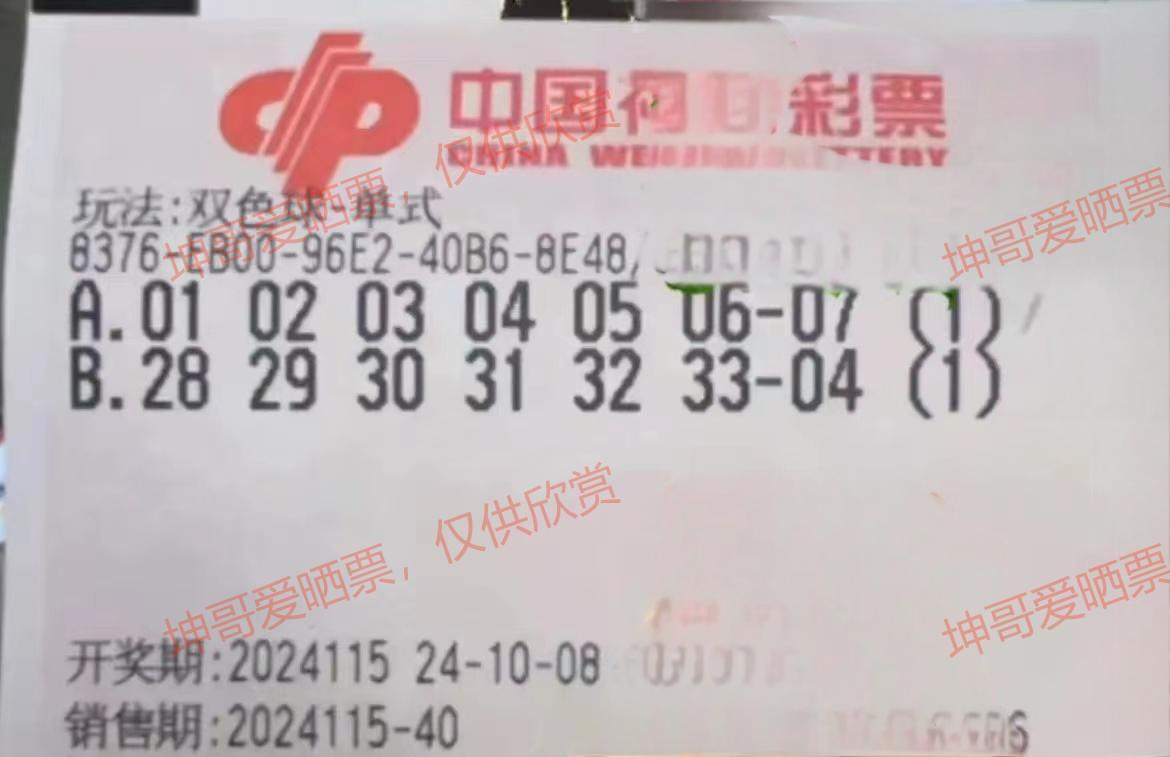 中国福利彩票
CHINA WELFARE LOTTERY
玩法:双色球-单式
8376-EB00-96E2-40B6-8E48/
A.01 02 03 04 05 06-07 (1)
B.28 29 30 31 32 33-04 (1)
开奖期:2024115 24-10-08
销售期:2024115-40
坤哥爱晒票，仅供欣赏
坤哥爱晒票
坤哥爱晒票，仅供欣赏
坤哥爱晒票